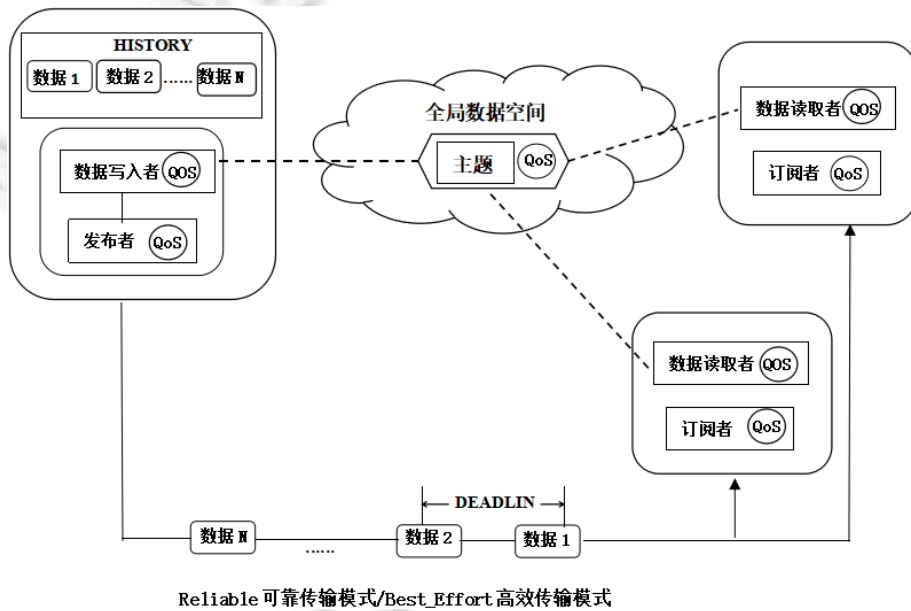 HISTORY
数据1 数据2 ...... 数据N
数据写入者 QOS
发布者 QoS
全局数据空间
主题 QoS
数据读取者 QOS
订阅者 QoS
数据读取者 QOS
订阅者 QoS
DEADLIN
数据N ...... 数据2 数据1
Reliable可靠传输模式/Best_Effort高效传输模式